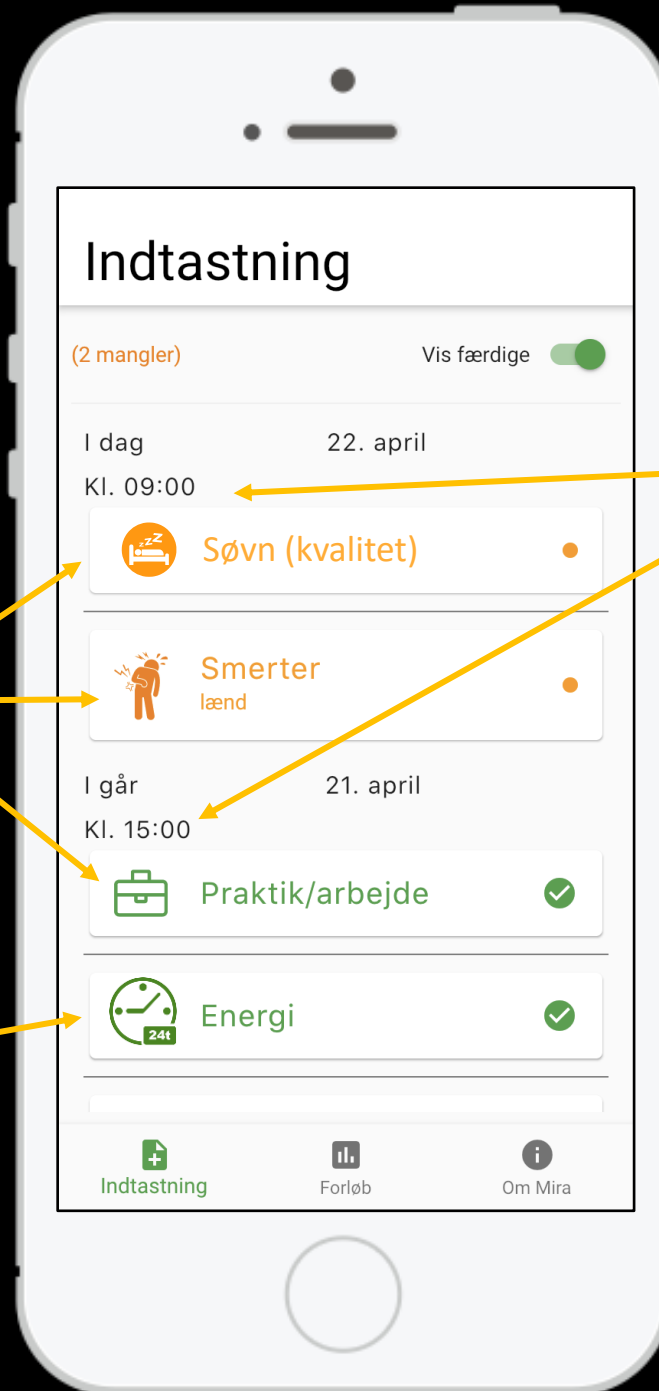 Indtastning
(2 mangler) Vis færdige
I dag 22. april
Kl. 09:00
zzZ
Søvn (kvalitet)
Smerter
lænd
I går 21. april
Kl. 15:00
Praktik/arbejde
24t
Energi
Indtastning Forløb Om Mira